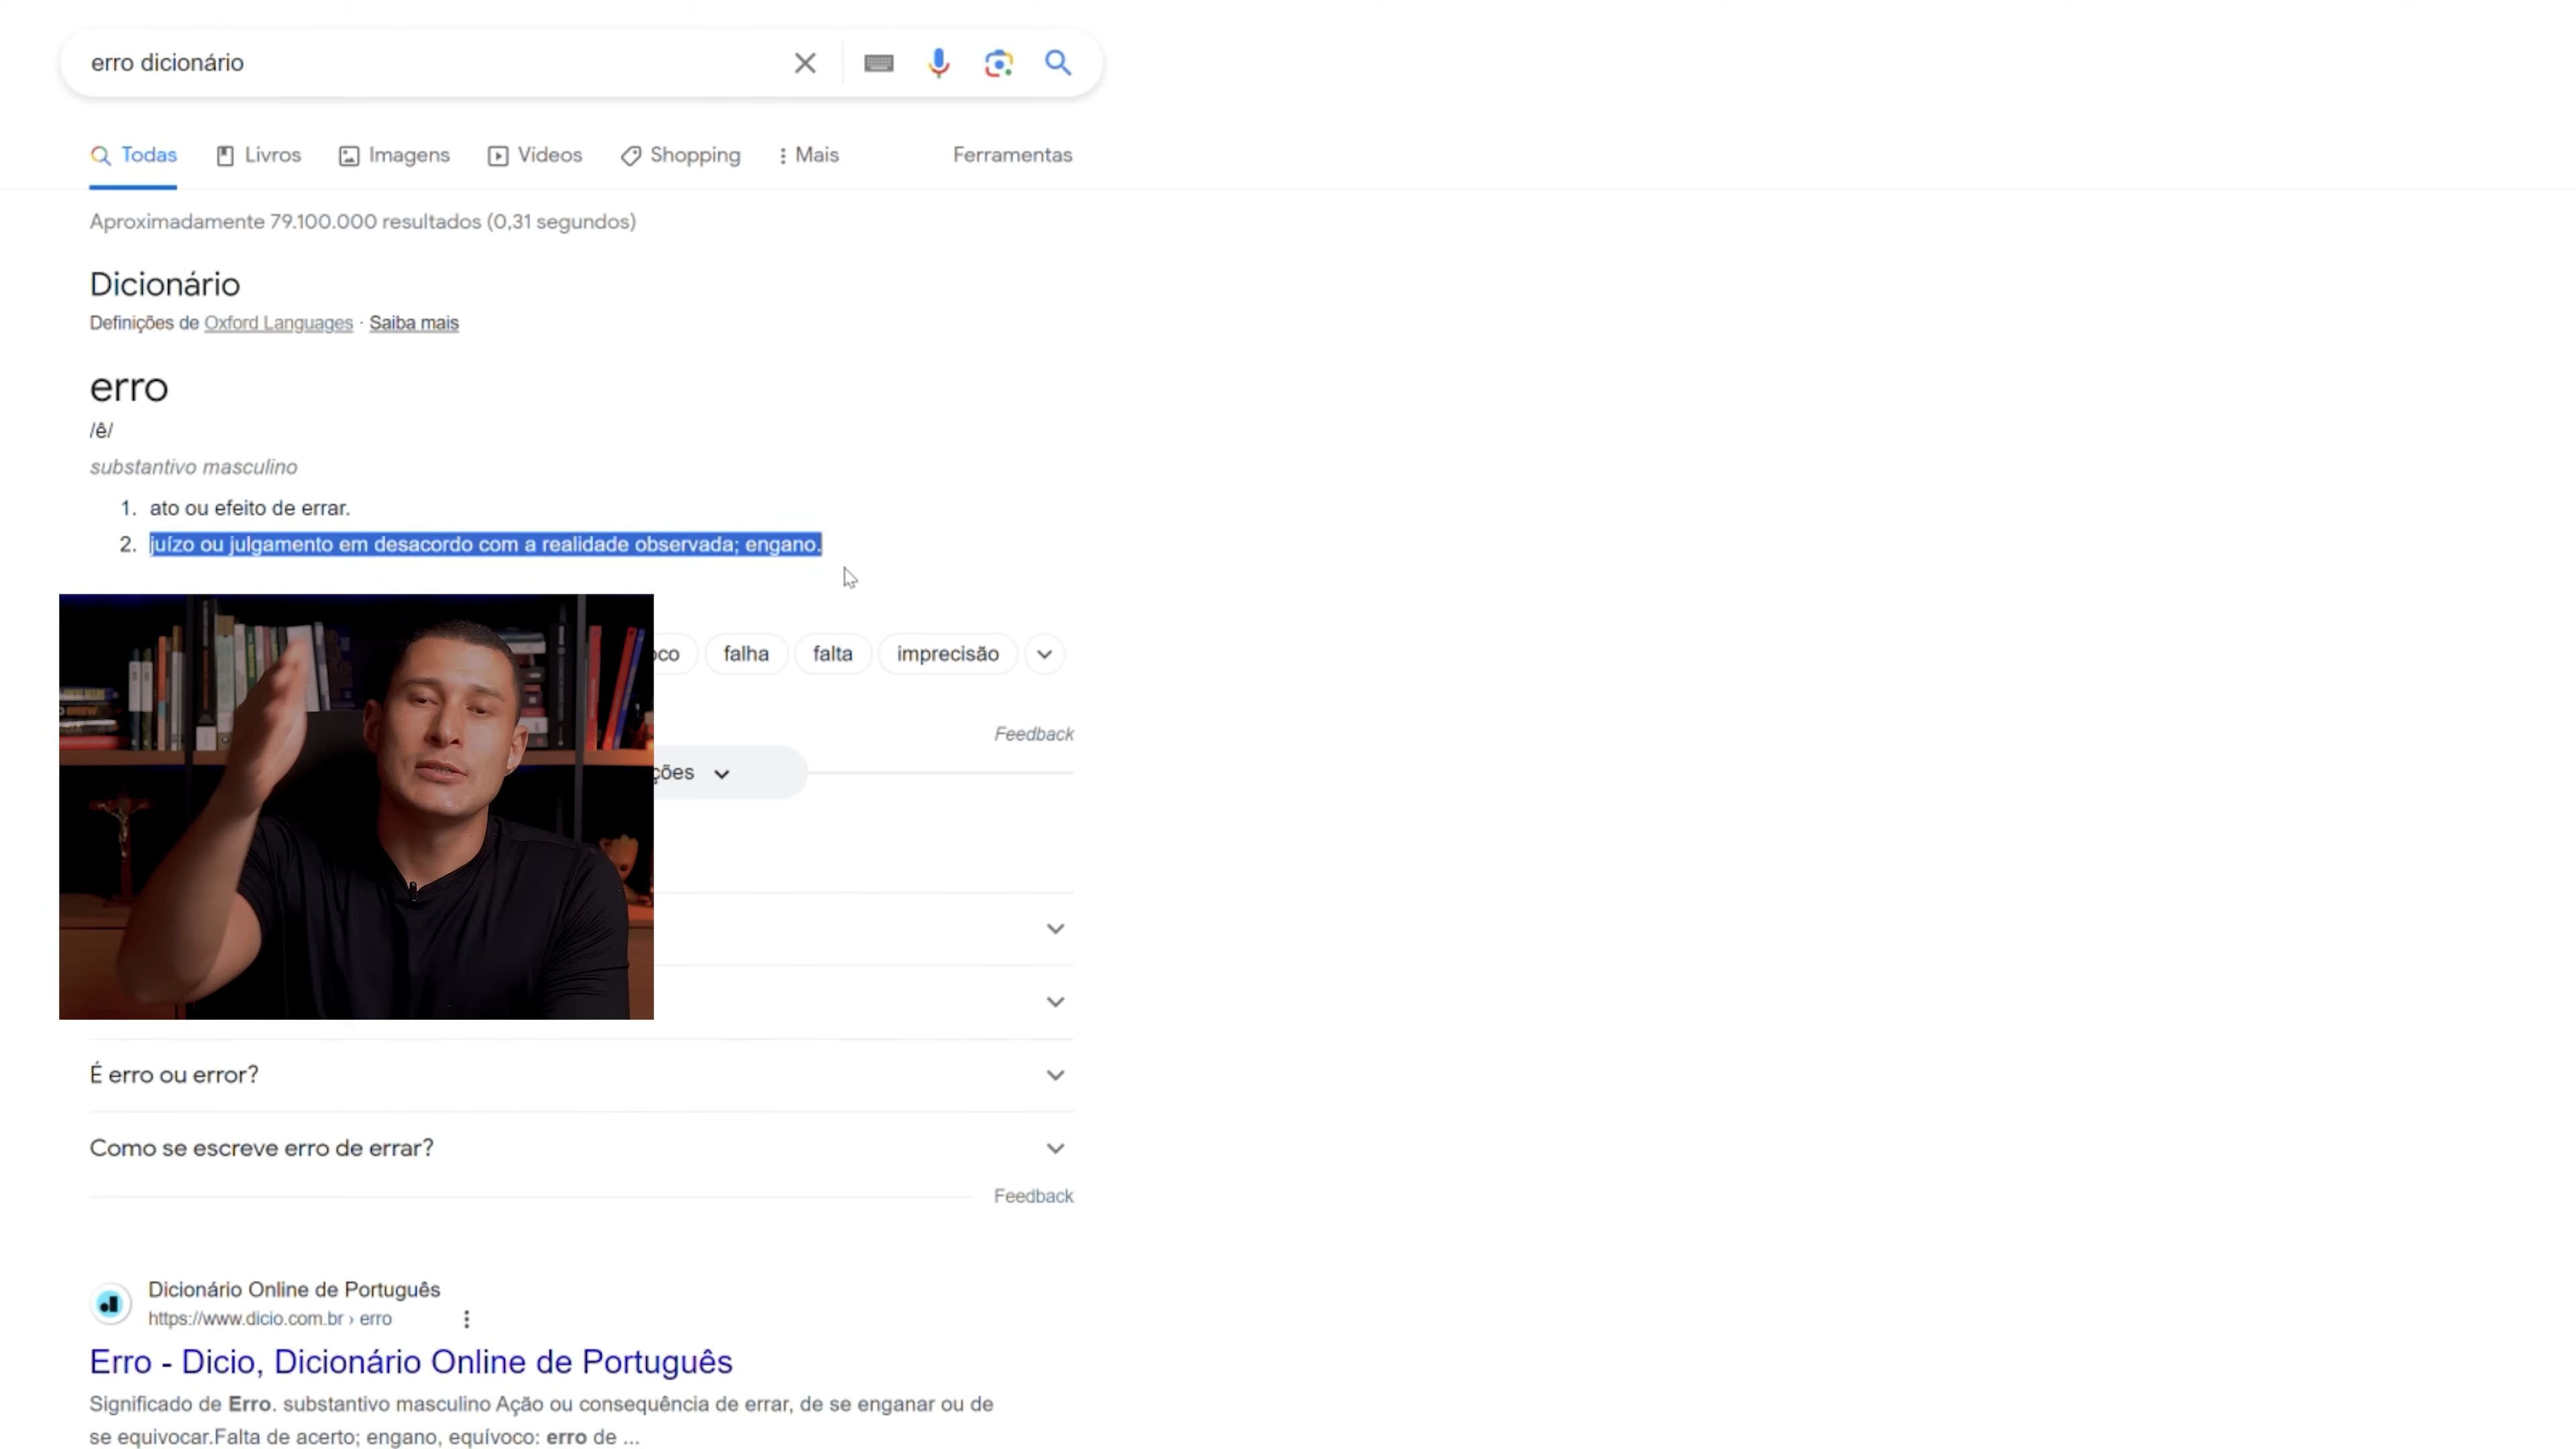 erro dicionário
Todas Livros Imagens Vídeos Shopping Mais Ferramentas
Aproximadamente 79.100.000 resultados (0,31 segundos)
Dicionário
Definições de Oxford Languages · Saiba mais
erro
/ê/
substantivo masculino
1. ato ou efeito de errar.
2. juízo ou julgamento em desacordo com a realidade observada; engano.
falha falta imprecisão
Feedback
É erro ou error?
Como se escreve erro de errar?
Feedback
Dicionário Online de Português
https://www.dicio.com.br › erro
Erro - Dicio, Dicionário Online de Português
Significado de Erro. substantivo masculino Ação ou consequência de errar, de se enganar ou de
se equivocar.Falta de acerto; engano, equívoco: erro de ...